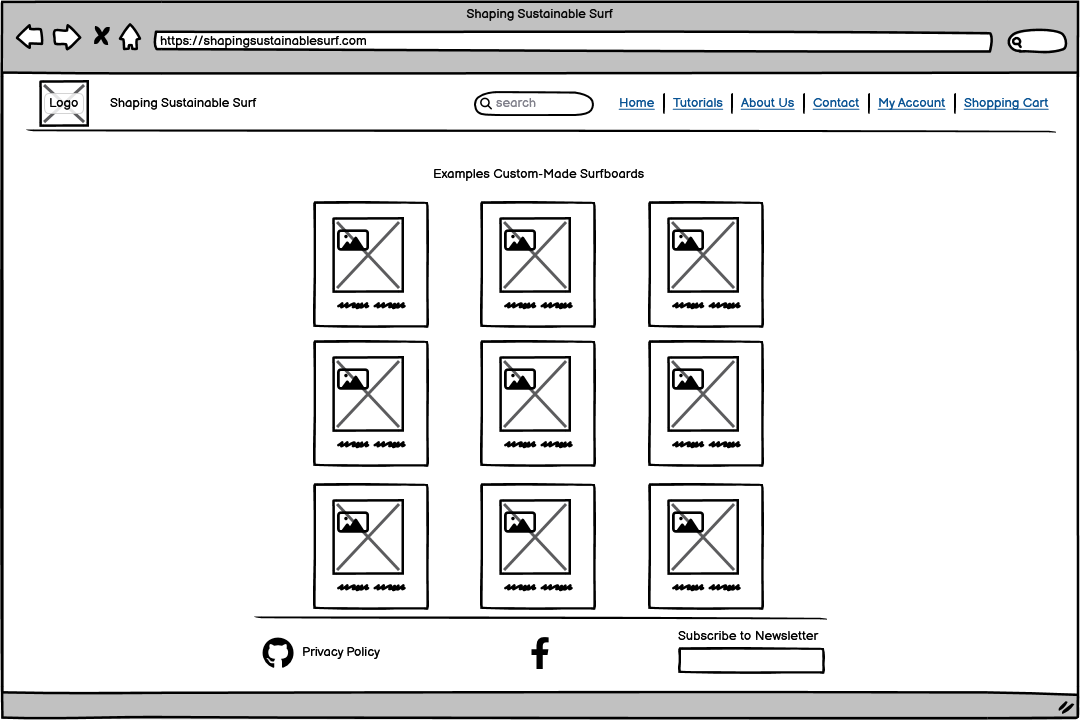 Shaping Sustainable Surf
https://shapingsustainablesurf.com
Logo
Shaping Sustainable Surf
search
Home
Tutorials
About Us
Contact
My Account
Shopping Cart
Examples Custom-Made Surfboards
Privacy Policy
Subscribe to Newsletter